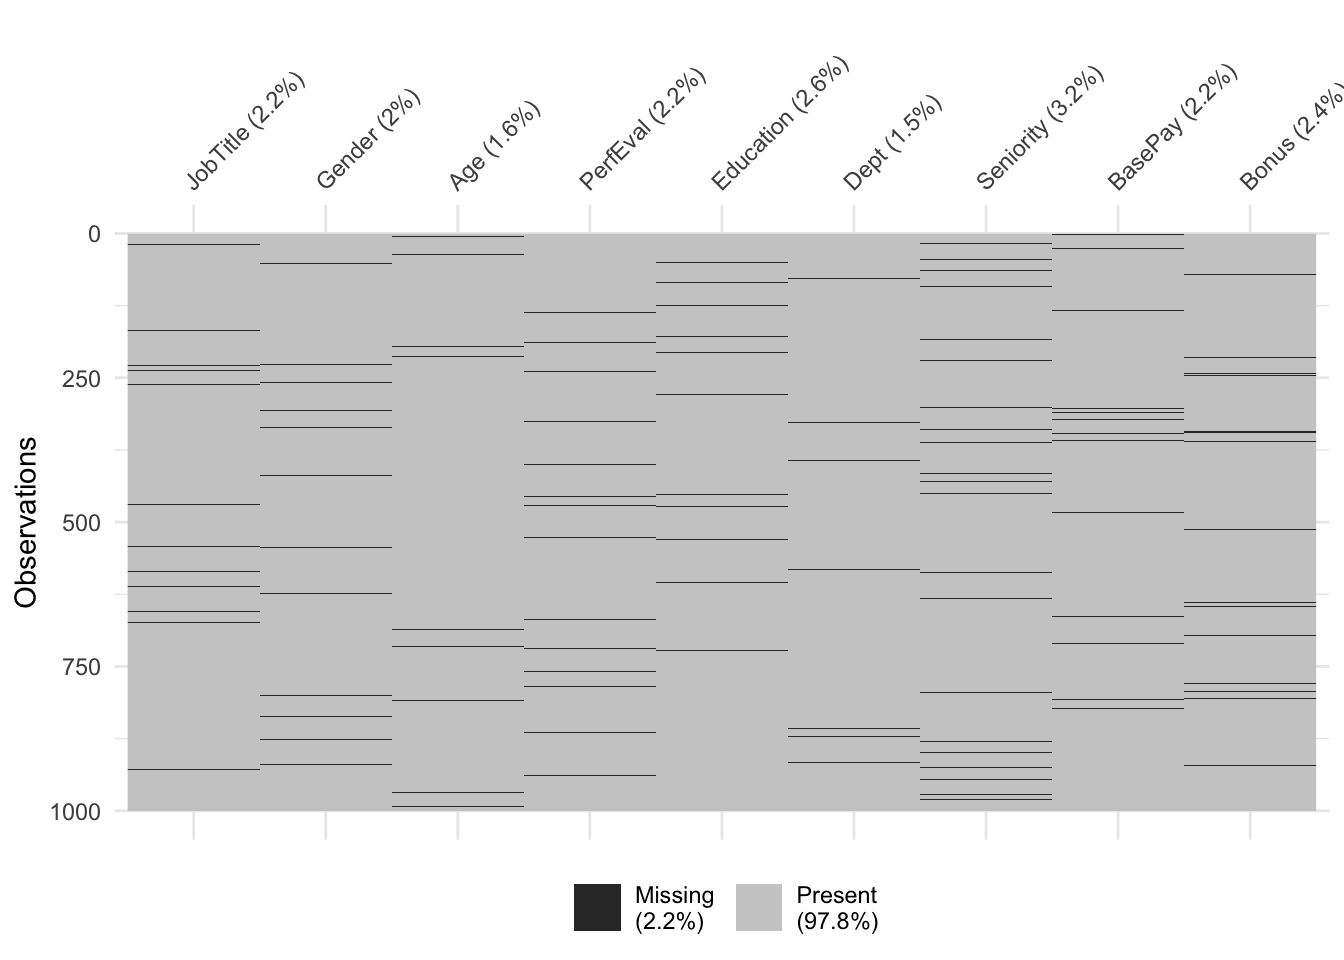 JobTitle (2.2%)
Gender (2%)
Age (1.6%)
PerfEval (2.2%)
Education (2.6%)
Dept (1.5%)
Seniority (3.2%)
BasePay (2.2%)
Bonus (2.4%)
0
250
500
750
1000
Observations
Missing
(2.2%)
Present
(97.8%)